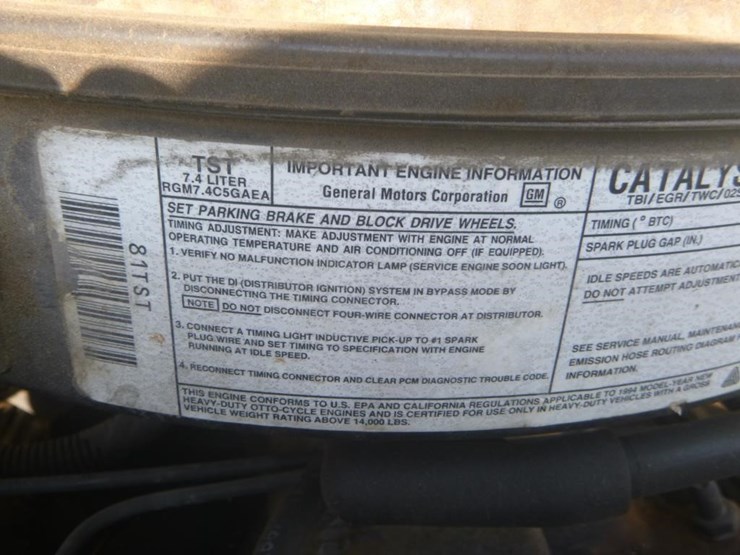 81TST
TST
7.4 LITER
RGM7.4C5GAEA
IMPORTANT ENGINE INFORMATION
General Motors Corporation GM ®
SET PARKING BRAKE AND BLOCK DRIVE WHEELS.
TIMING ADJUSTMENT: MAKE ADJUSTMENT WITH ENGINE AT NORMAL
OPERATING TEMPERATURE AND AIR CONDITIONING OFF (IF EQUIPPED).
1. VERIFY NO MALFUNCTION INDICATOR LAMP (SERVICE ENGINE SOON LIGHT).
2. PUT THE DI (DISTRIBUTOR IGNITION) SYSTEM IN BYPASS MODE BY
DISCONNECTING THE TIMING CONNECTOR.
NOTE DO NOT DISCONNECT FOUR-WIRE CONNECTOR AT DISTRIBUTOR.
3. CONNECT A TIMING LIGHT INDUCTIVE PICK-UP TO #1 SPARK
PLUG WIRE AND SET TIMING TO SPECIFICATION WITH ENGINE
RUNNING AT IDLE SPEED.
4. RECONNECT TIMING CONNECTOR AND CLEAR PCM DIAGNOSTIC TROUBLE CODE.
CATALYS
TBI/EGR/TWC/02S
TIMING (° BTC)
SPARK PLUG GAP (IN.)
IDLE SPEEDS ARE AUTOMATIC
DO NOT ATTEMPT ADJUSTMENT
SEE SERVICE MANUAL, MAINTENAN
EMISSION HOSE ROUTING DIAGRAM
INFORMATION.
THIS ENGINE CONFORMS TO U.S. EPA AND CALIFORNIA REGULATIONS APPLICABLE TO 1994 MODEL-YEAR NEW
HEAVY-DUTY OTTO-CYCLE ENGINES AND IS CERTIFIED FOR USE ONLY IN HEAVY-DUTY VEHICLES WITH A GROSS
VEHICLE WEIGHT RATING ABOVE 14,000 LBS.